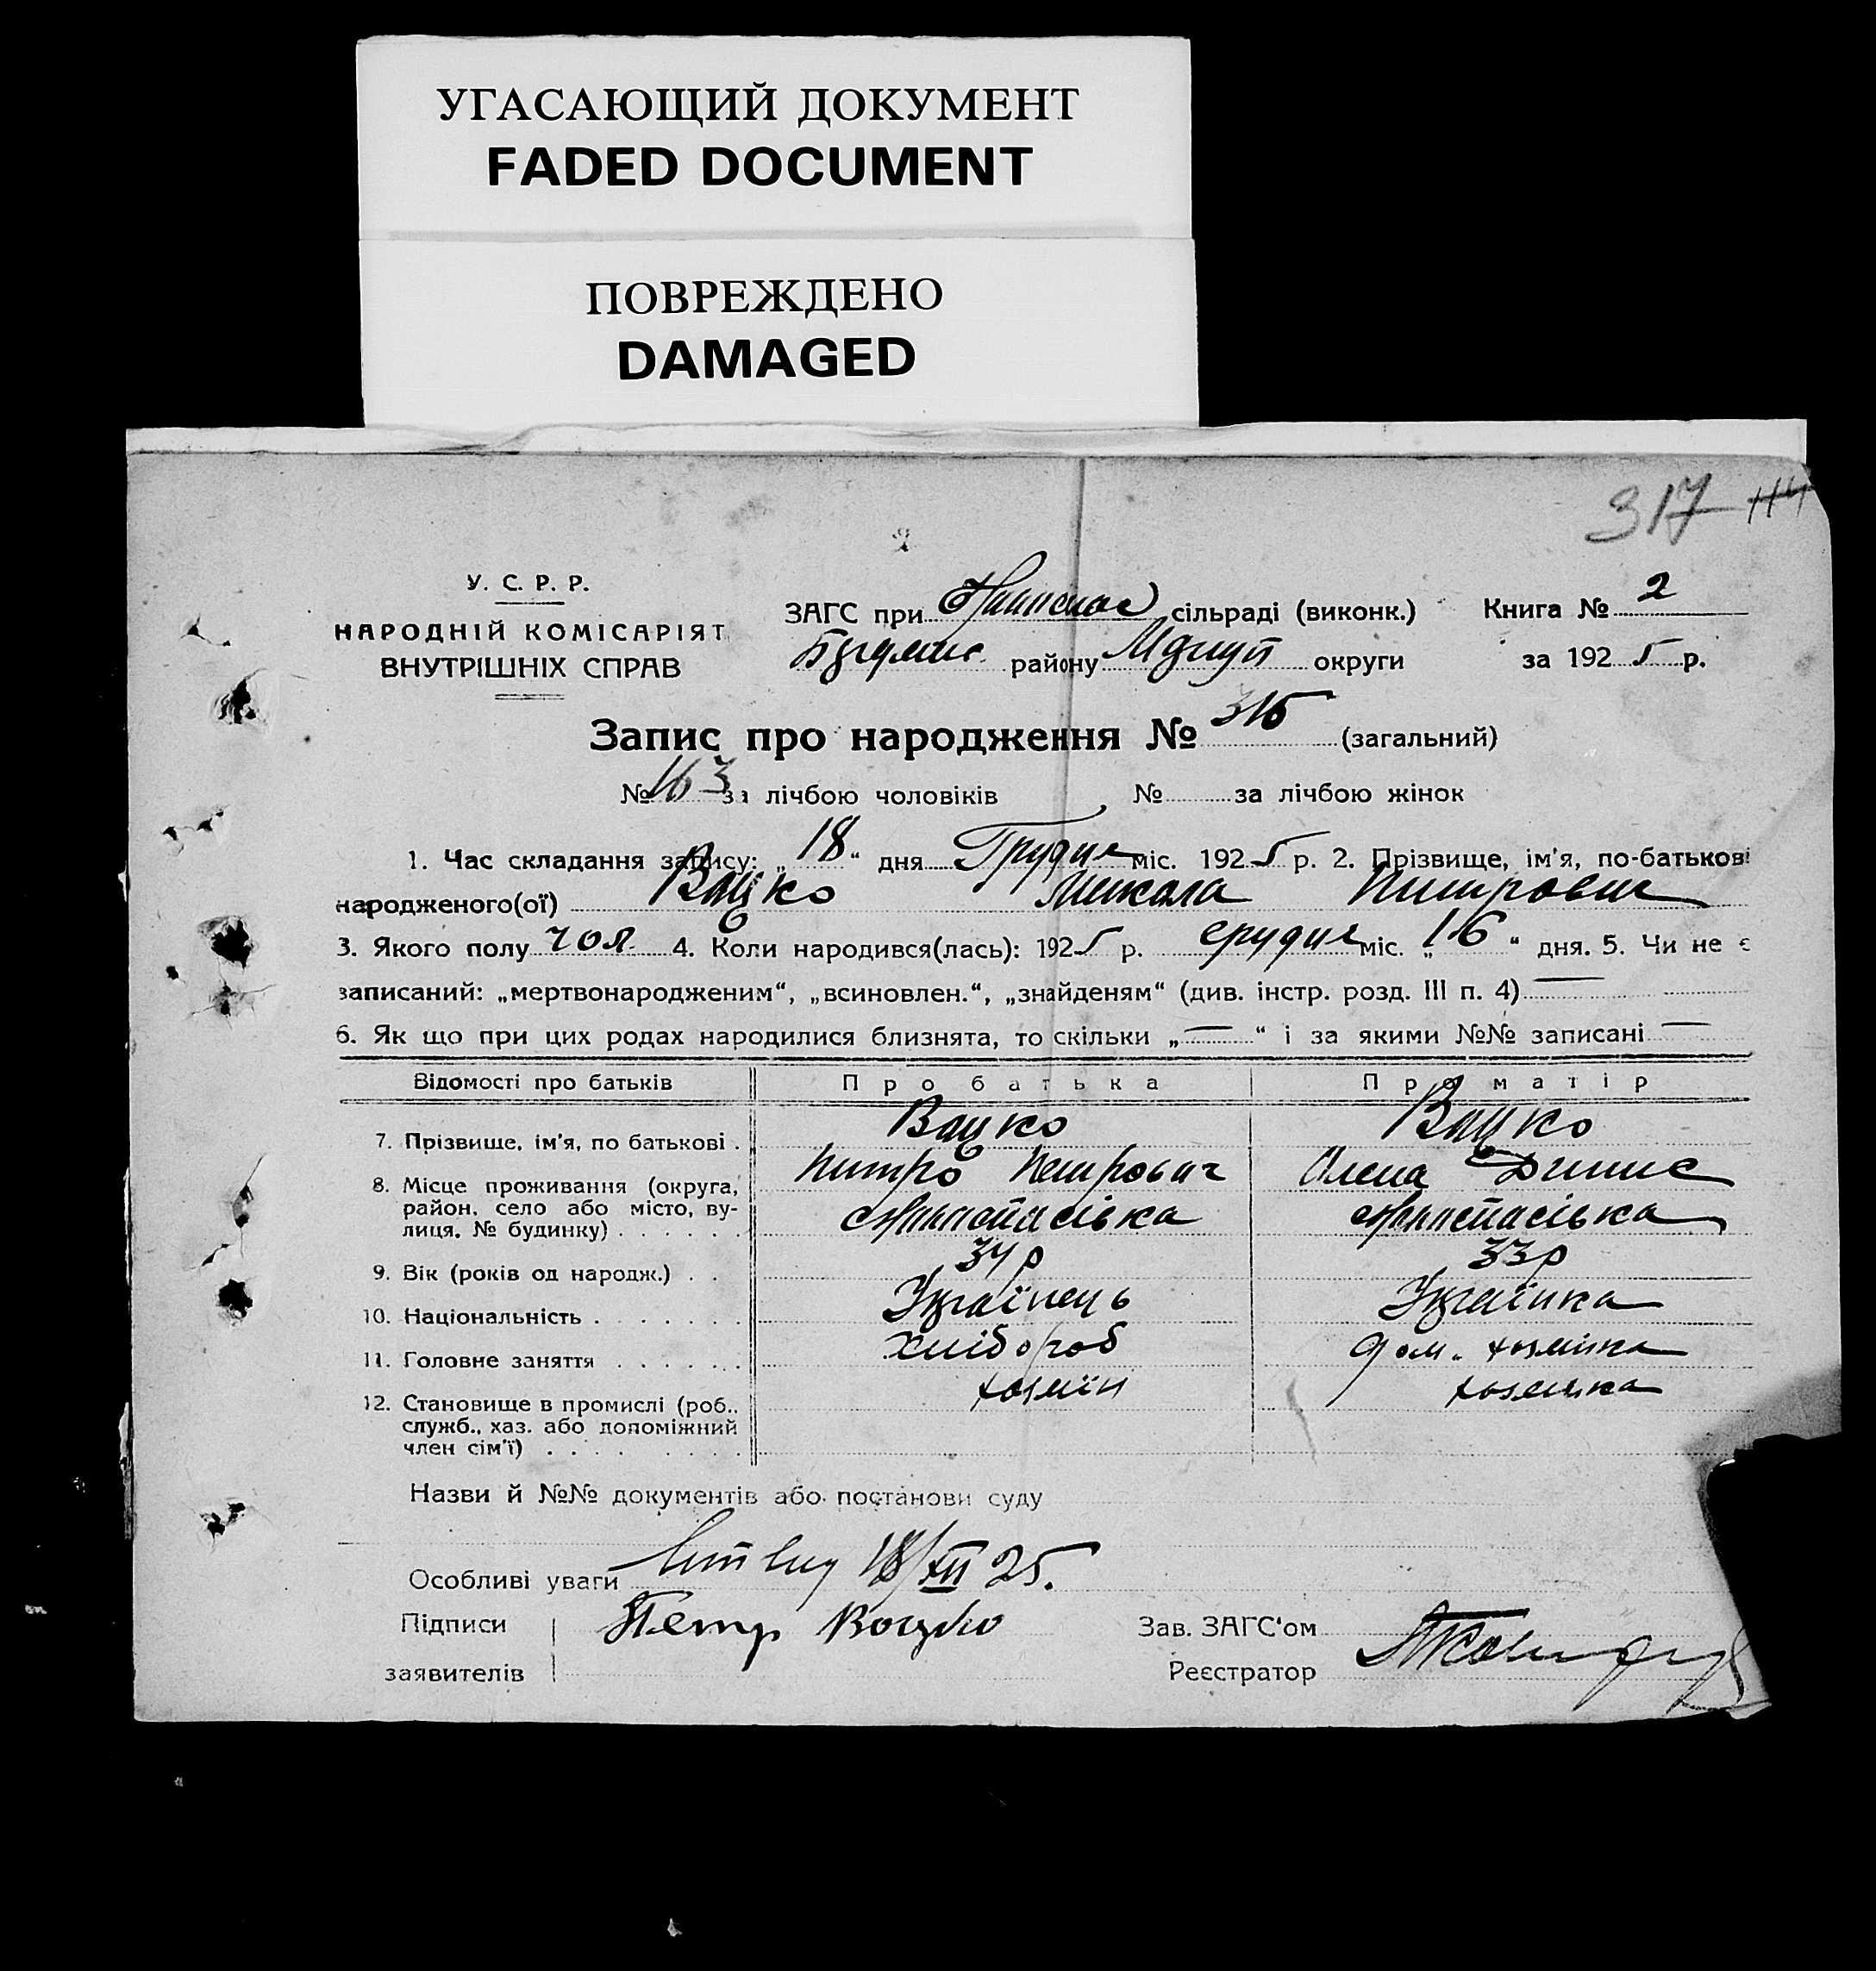 УГАСАЮЩИЙ ДОКУМЕНТ
FADED DOCUMENT
ПОВРЕЖДЕНО
DAMAGED
317
У. С. Р. Р.
НАРОДНІЙ КОМІСАРІЯТ
ВНУТРІШНІХ СПРАВ
ЗАГС при сільраді (виконк.) Книга № 2
району округи за 1925 р.
Запис про народження № 315 (загальний)
№ 163 за лічбою чоловіків № за лічбою жінок
1. Час складання запису: „18“ дня Грудня міс. 1925 р. 2. Прізвище, ім'я, по-батькові
народженого(ої) Вацко Микола Питрович
3. Якого полу чол. 4. Коли народився(лась): 1925 р. грудня міс. „16“ дня. 5. Чи не є
записаний: „мертвонародженим“, „всиновлен.“, „знайденям“ (див. інстр. розд. III п. 4) —
6. Як що при цих родах народилися близнята, то скільки „—“ і за якими №№ записані —
Відомості про батьків Про батька Про матір
7. Прізвище, ім'я, по батькові . Вацко Вацко
Питро Петрович Олена
8. Місце проживання (округа,
район, село або місто, ву-
лиця, № будинку) . . . . . .
9. Вік (років од народж.) . . 34 р 33 р
10. Національність . . . . . . . Українець Українка
11. Головне заняття . . . . . . Хлібороб дом. хозяйка
12. Становище в промислі (роб.,
служб., хаз. або допоміжний
член сім'ї) . . . . . . . . хозяїн хозяйка
Назви й №№ документів або постанови суду
Особливі уваги 18/XII 25.
Підписи
заявителів
Петр Вацко
Зав. ЗАГС'ом
Реєстратор